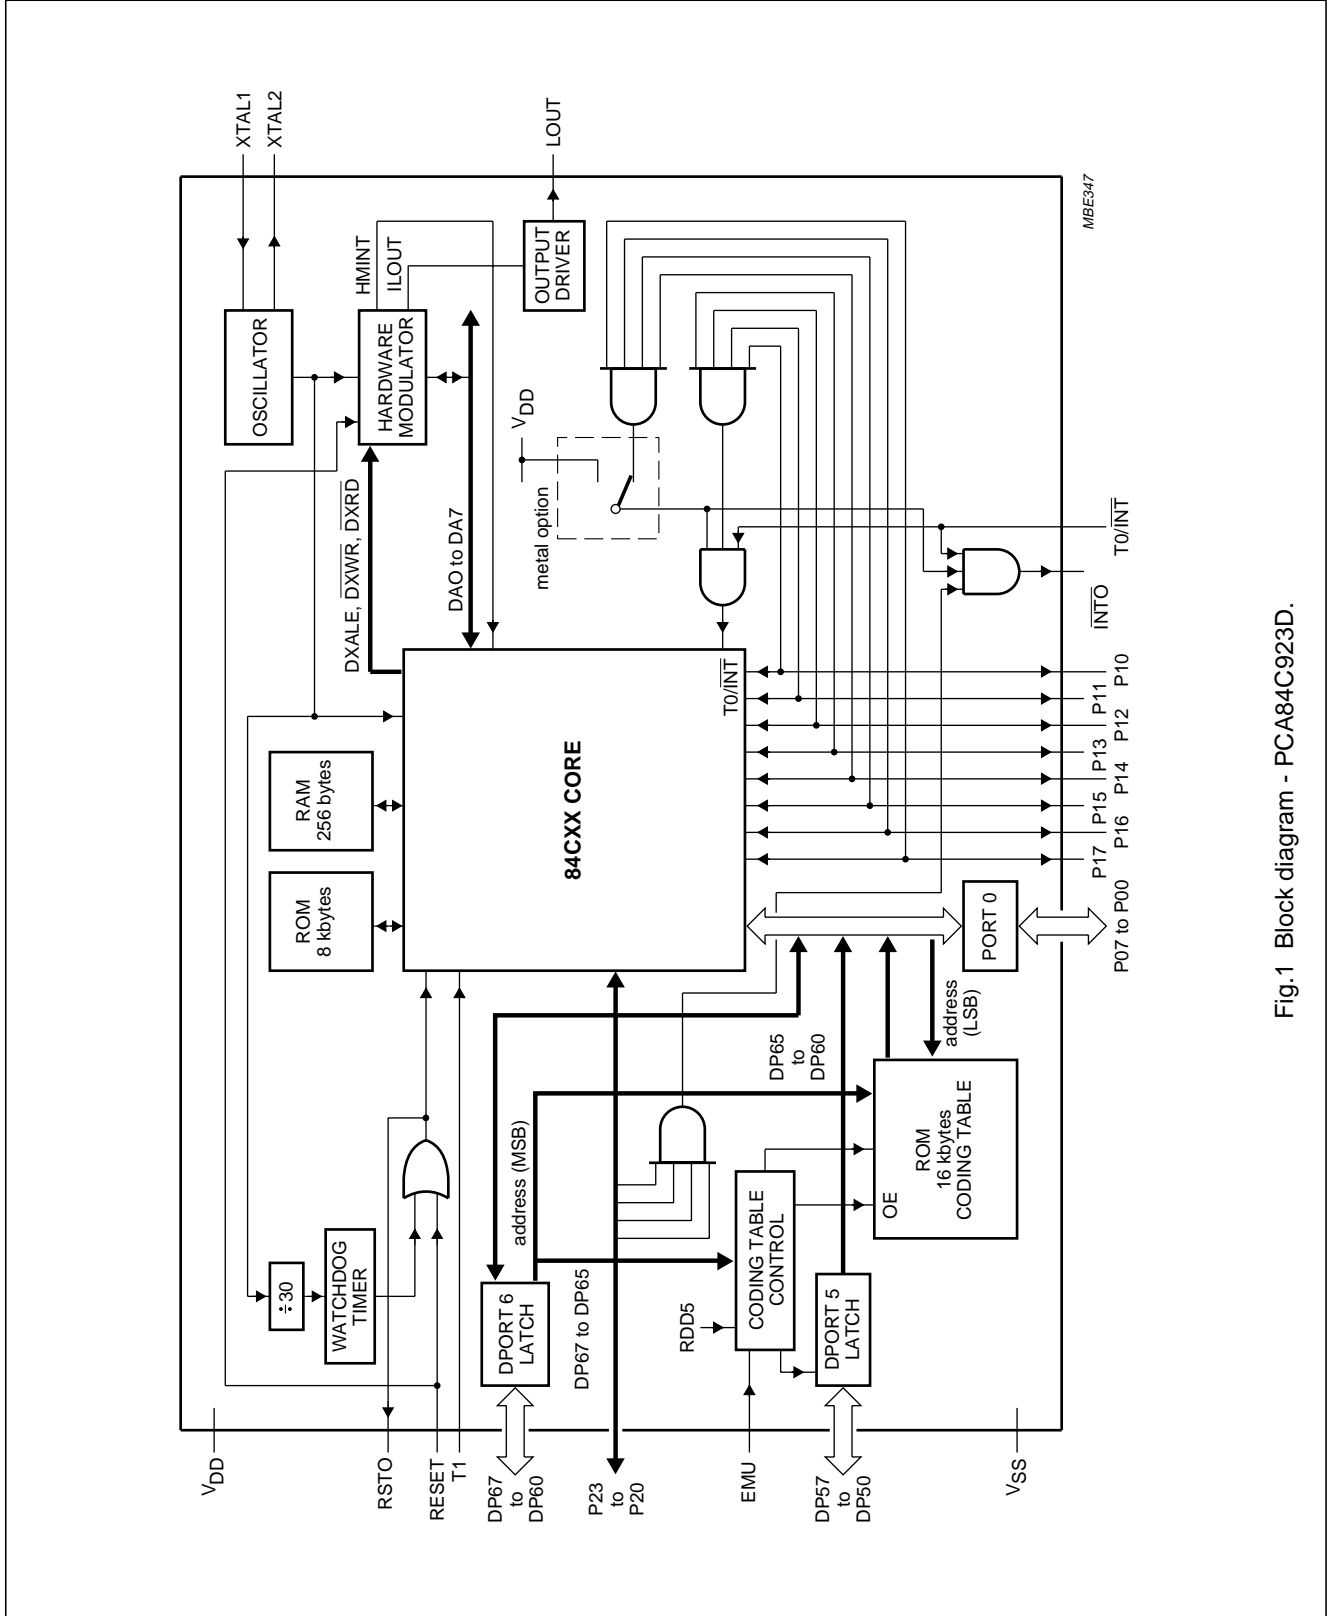 V_DD
RSTO
RESET
T1
DP67
to
DP60
P23
to
P20
EMU
DP57
to
DP50
V_SS
÷30
WATCHDOG
TIMER
DPORT 6
LATCH
address (MSB)
DP67 to DP65
RDD5
CODING TABLE
CONTROL
DPORT 5
LATCH
OE
ROM
16 kbytes
CODING TABLE
DP65
to
DP60
address
(LSB)
ROM
8 kbytes
RAM
256 bytes
84CXX CORE
T0/INT
PORT 0
P07 to P00
P17
P16
P15
P14
P13
P12
P11
P10
INTO
T0/INT
DXALE, DXWR, DXRD
DAO to DA7
metal option
V_DD
OSCILLATOR
HARDWARE
MODULATOR
HMINT
ILOUT
OUTPUT
DRIVER
XTAL1
XTAL2
LOUT
MBE347
Fig.1 Block diagram - PCA84C923D.